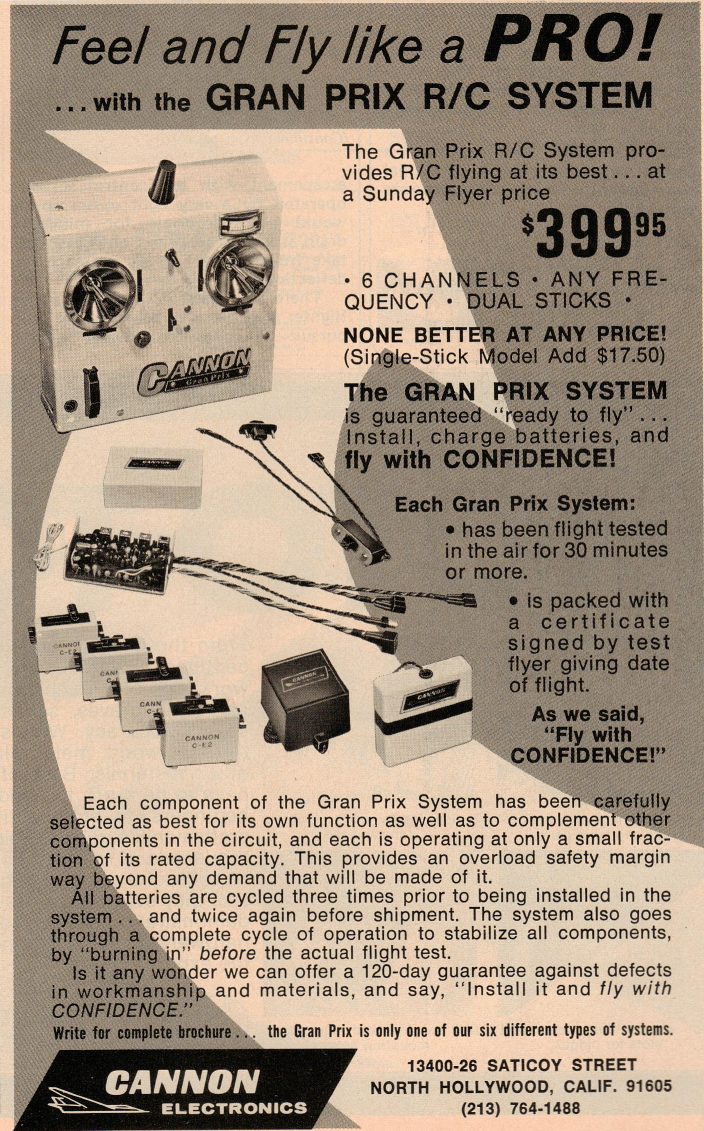 Feel and Fly like a PRO!
...with the GRAN PRIX R/C SYSTEM
The Gran Prix R/C System pro-
vides R/C flying at its best...at
a Sunday Flyer price
$399 95
• 6 CHANNELS • ANY FRE-
QUENCY • DUAL STICKS •
NONE BETTER AT ANY PRICE!
(Single-Stick Model Add $17.50)
The GRAN PRIX SYSTEM
is guaranteed "ready to fly"...
Install, charge batteries, and
fly with CONFIDENCE!
CANNON
Gran Prix
Each Gran Prix System:
• has been flight tested
in the air for 30 minutes
or more.
• is packed with
a certificate
signed by test
flyer giving date
of flight.
As we said,
"Fly with
CONFIDENCE!"
CANNON
CANNON
C-E2
CANNON
CANNON
Each component of the Gran Prix System has been carefully
selected as best for its own function as well as to complement other
components in the circuit, and each is operating at only a small frac-
tion of its rated capacity. This provides an overload safety margin
way beyond any demand that will be made of it.
All batteries are cycled three times prior to being installed in the
system...and twice again before shipment. The system also goes
through a complete cycle of operation to stabilize all components,
by "burning in" before the actual flight test.
Is it any wonder we can offer a 120-day guarantee against defects
in workmanship and materials, and say, "Install it and fly with
CONFIDENCE."
Write for complete brochure... the Gran Prix is only one of our six different types of systems.
CANNON
ELECTRONICS
13400-26 SATICOY STREET
NORTH HOLLYWOOD, CALIF. 91605
(213) 764-1488